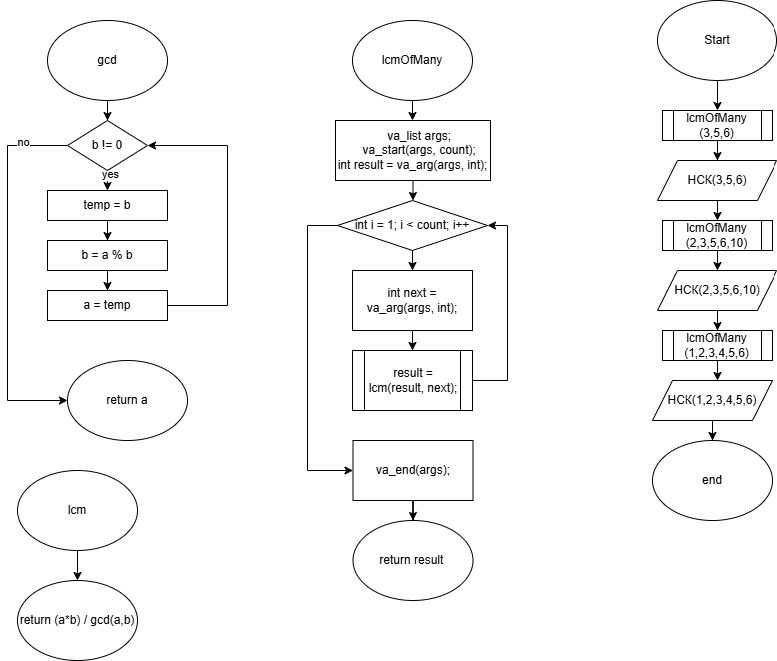 gcd
b != 0
no
yes
temp = b
b = a % b
a = temp
return a
lcm
return (a*b) / gcd(a,b)
lcmOfMany
va_list args;
va_start(args, count);
int result = va_arg(args, int);
int i = 1; i < count; i++
int next =
va_arg(args, int);
result =
lcm(result, next);
va_end(args);
return result
Start
lcmOfMany
(3,5,6)
НСК(3,5,6)
lcmOfMany
(2,3,5,6,10)
НСК(2,3,5,6,10)
lcmOfMany
(1,2,3,4,5,6)
НСК(1,2,3,4,5,6)
end